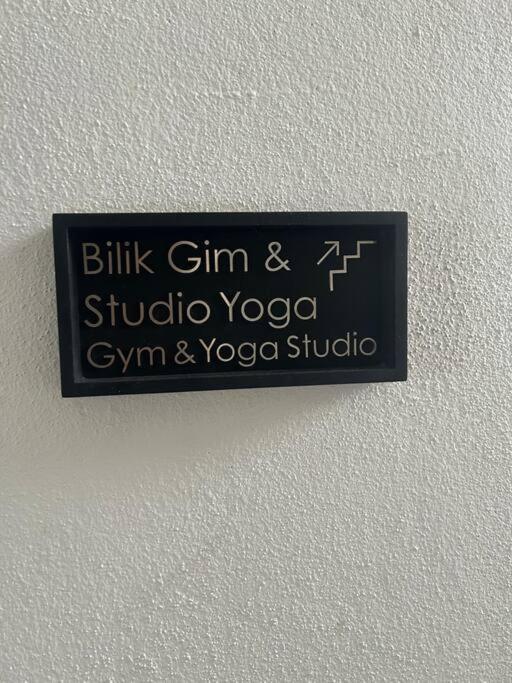 Bilik Gim &
Studio Yoga
Gym & Yoga Studio